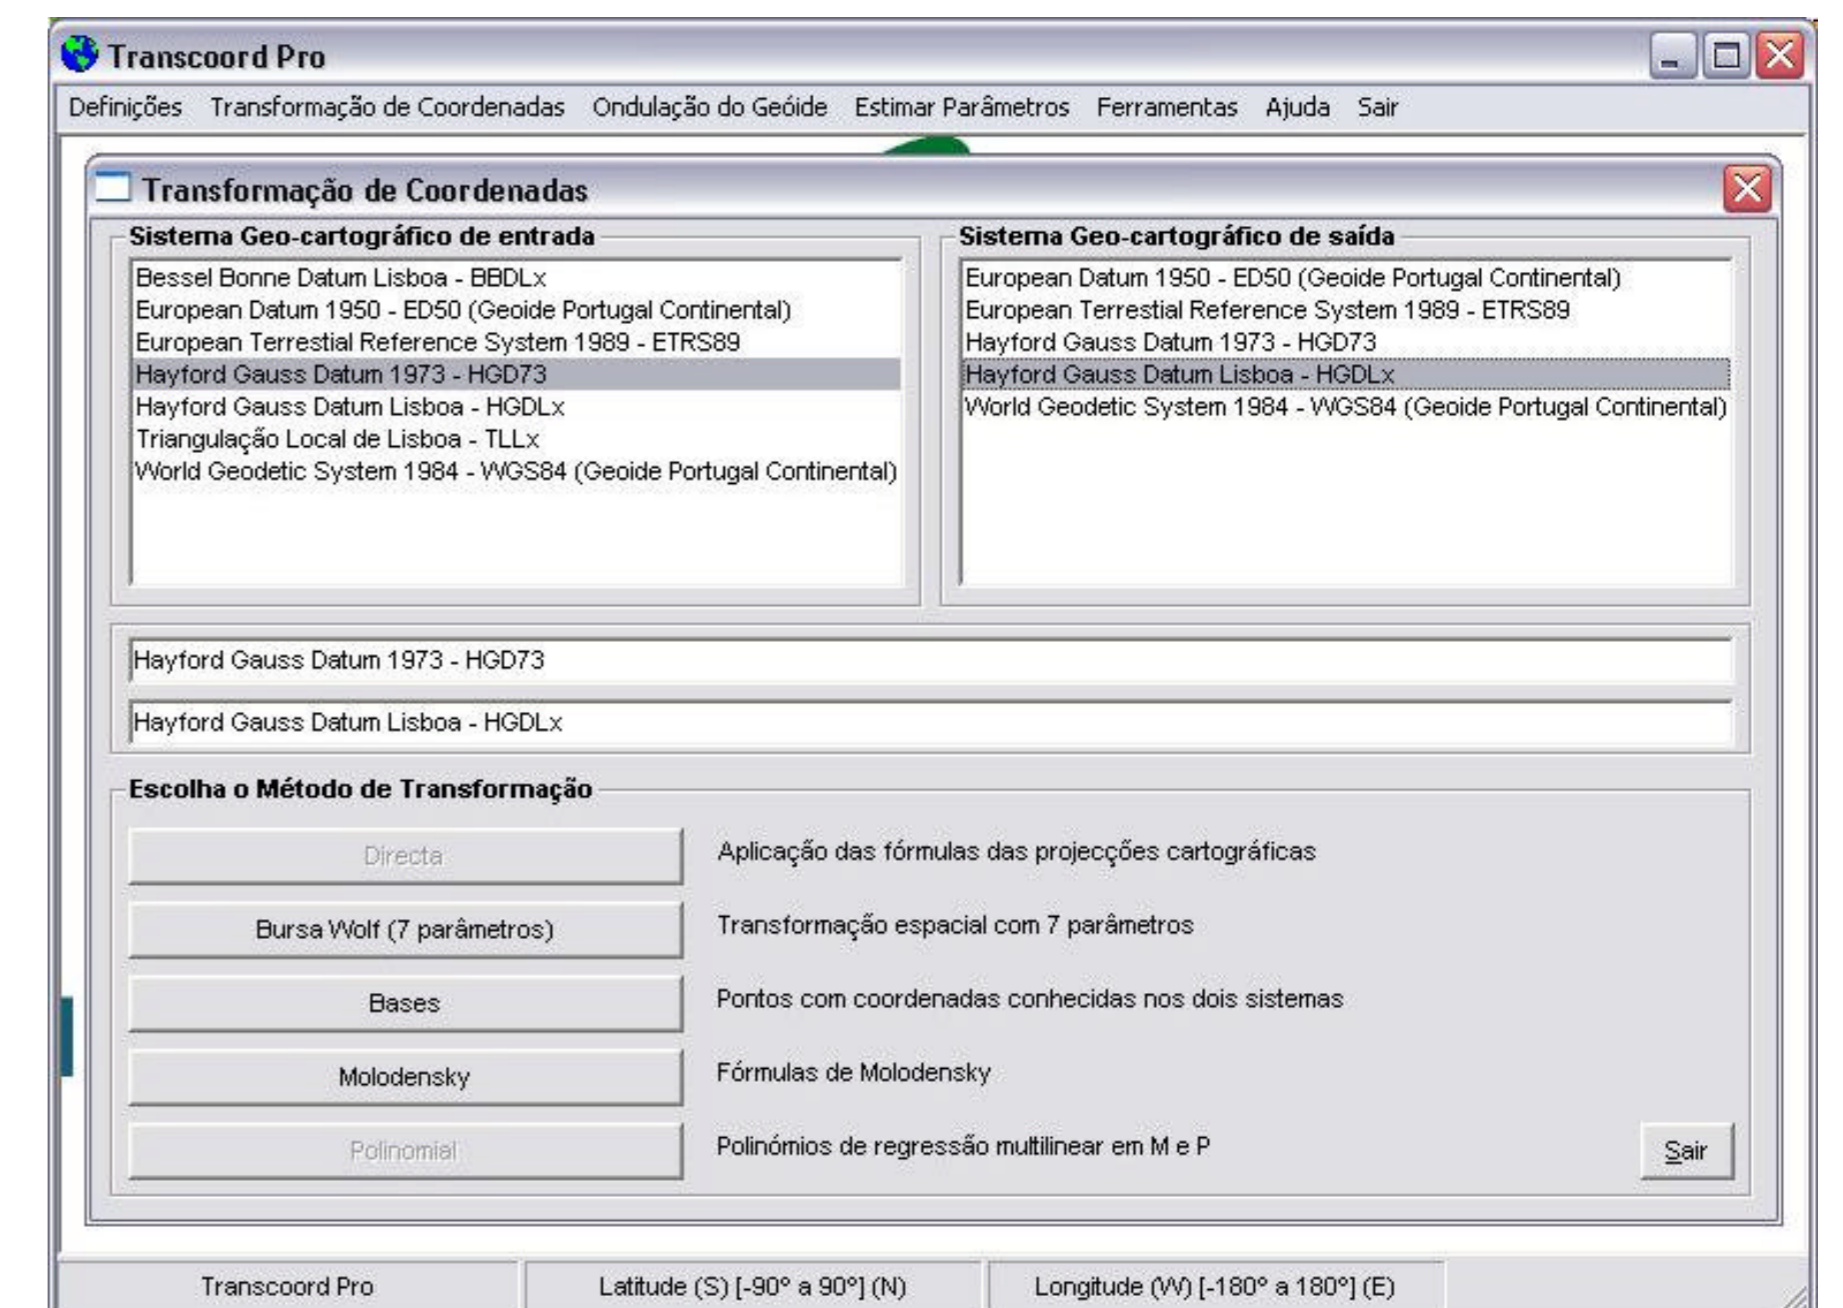 Transcoord Pro
Definições Transformação de Coordenadas Ondulação do Geóide Estimar Parâmetros Ferramentas Ajuda Sair
Transformação de Coordenadas
Sistema Geo-cartográfico de entrada
Bessel Bonne Datum Lisboa - BBDLx
European Datum 1950 - ED50 (Geoide Portugal Continental)
European Terrestial Reference System 1989 - ETRS89
Hayford Gauss Datum 1973 - HGD73
Hayford Gauss Datum Lisboa - HGDLx
Triangulação Local de Lisboa - TLLx
World Geodetic System 1984 - WGS84 (Geoide Portugal Continental)
Sistema Geo-cartográfico de saída
European Datum 1950 - ED50 (Geoide Portugal Continental)
European Terrestial Reference System 1989 - ETRS89
Hayford Gauss Datum 1973 - HGD73
Hayford Gauss Datum Lisboa - HGDLx
World Geodetic System 1984 - WGS84 (Geoide Portugal Continental)
Hayford Gauss Datum 1973 - HGD73
Hayford Gauss Datum Lisboa - HGDLx
Escolha o Método de Transformação
Directa Aplicação das fórmulas das projecções cartográficas
Bursa Wolf (7 parâmetros) Transformação espacial com 7 parâmetros
Bases Pontos com coordenadas conhecidas nos dois sistemas
Molodensky Fórmulas de Molodensky
Polinomial Polinómios de regressão multilinear em M e P
Sair
Transcoord Pro Latitude (S) [-90º a 90º] (N) Longitude (W) [-180º a 180º] (E)